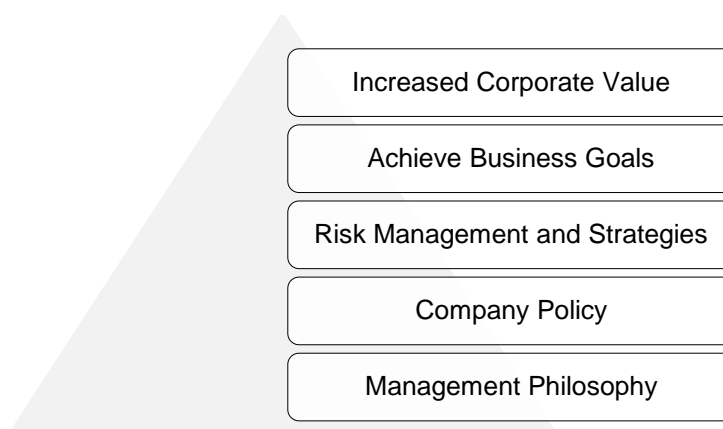 Increased Corporate Value
Achieve Business Goals
Risk Management and Strategies
Company Policy
Management Philosophy